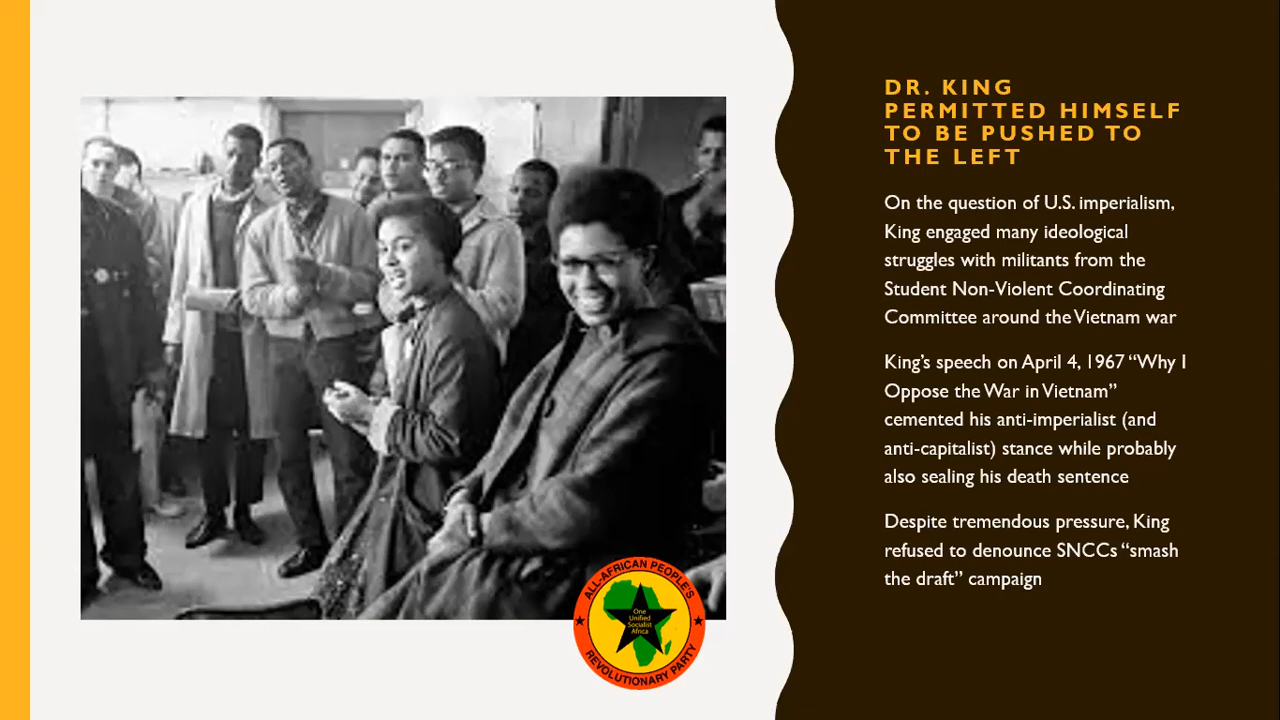 DR. KING
PERMITTED HIMSELF
TO BE PUSHED TO
THE LEFT
On the question of U.S. imperialism,
King engaged many ideological
struggles with militants from the
Student Non-Violent Coordinating
Committee around the Vietnam war
King's speech on April 4, 1967 “Why I
Oppose the War in Vietnam”
cemented his anti-imperialist (and
anti-capitalist) stance while probably
also sealing his death sentence
Despite tremendous pressure, King
refused to denounce SNCCs “smash
the draft” campaign
ALL-AFRICAN PEOPLE'S
One
Unified
Socialist
Africa
REVOLUTIONARY PARTY